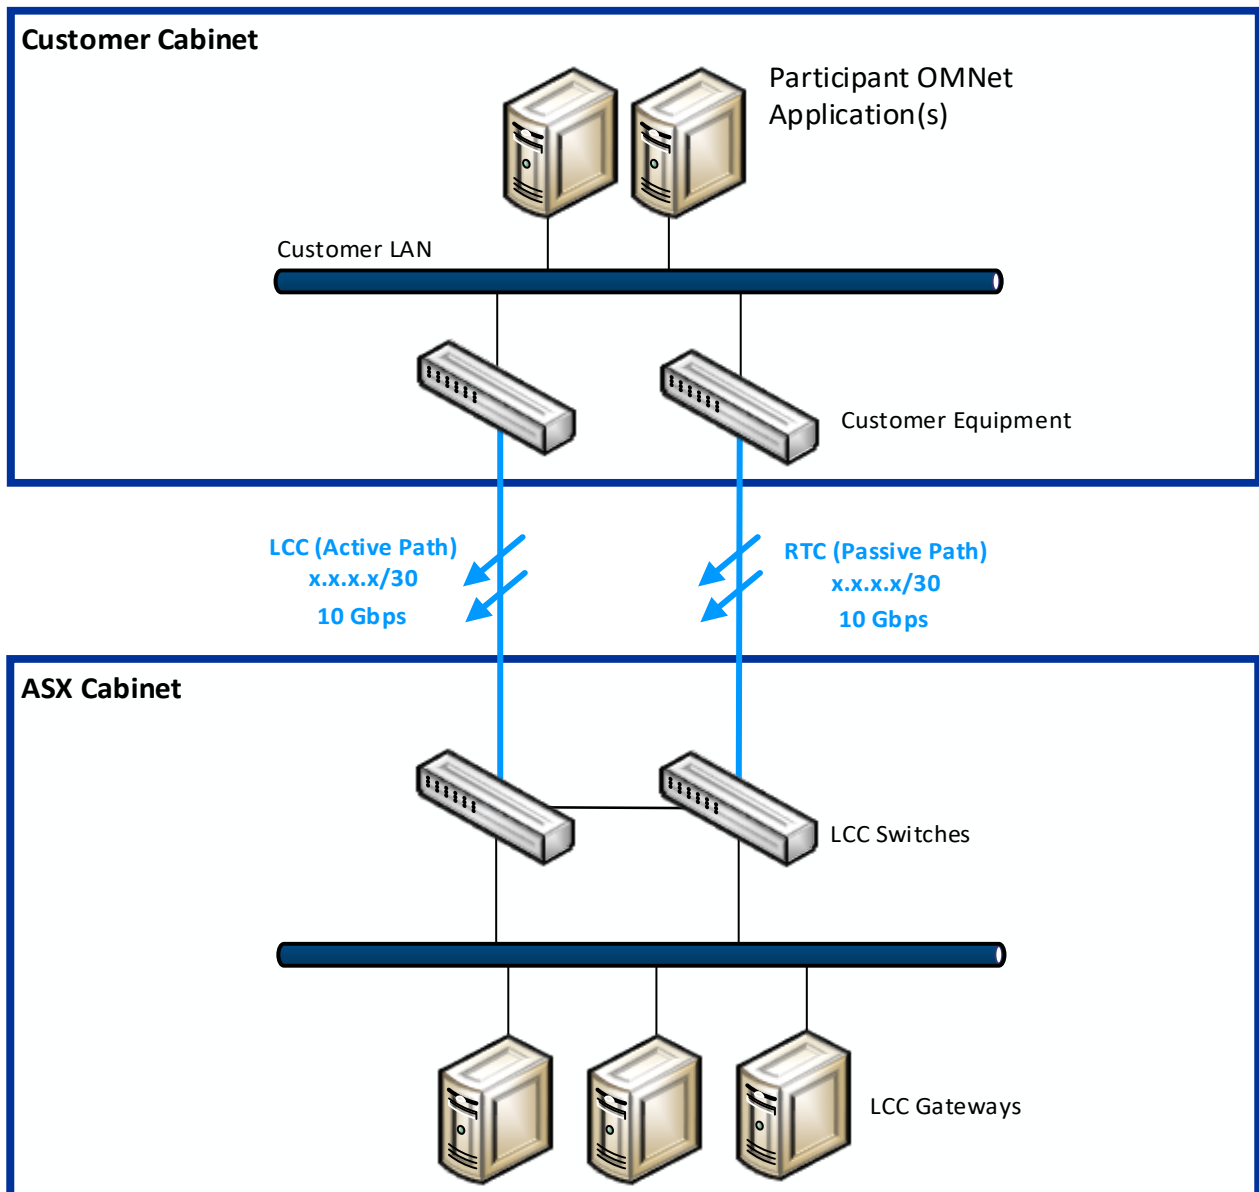 Customer Cabinet
Participant OMNet
Application(s)
Customer LAN
Customer Equipment
LCC (Active Path)
x.x.x.x/30
10 Gbps
RTC (Passive Path)
x.x.x.x/30
10 Gbps
ASX Cabinet
LCC Switches
LCC Gateways